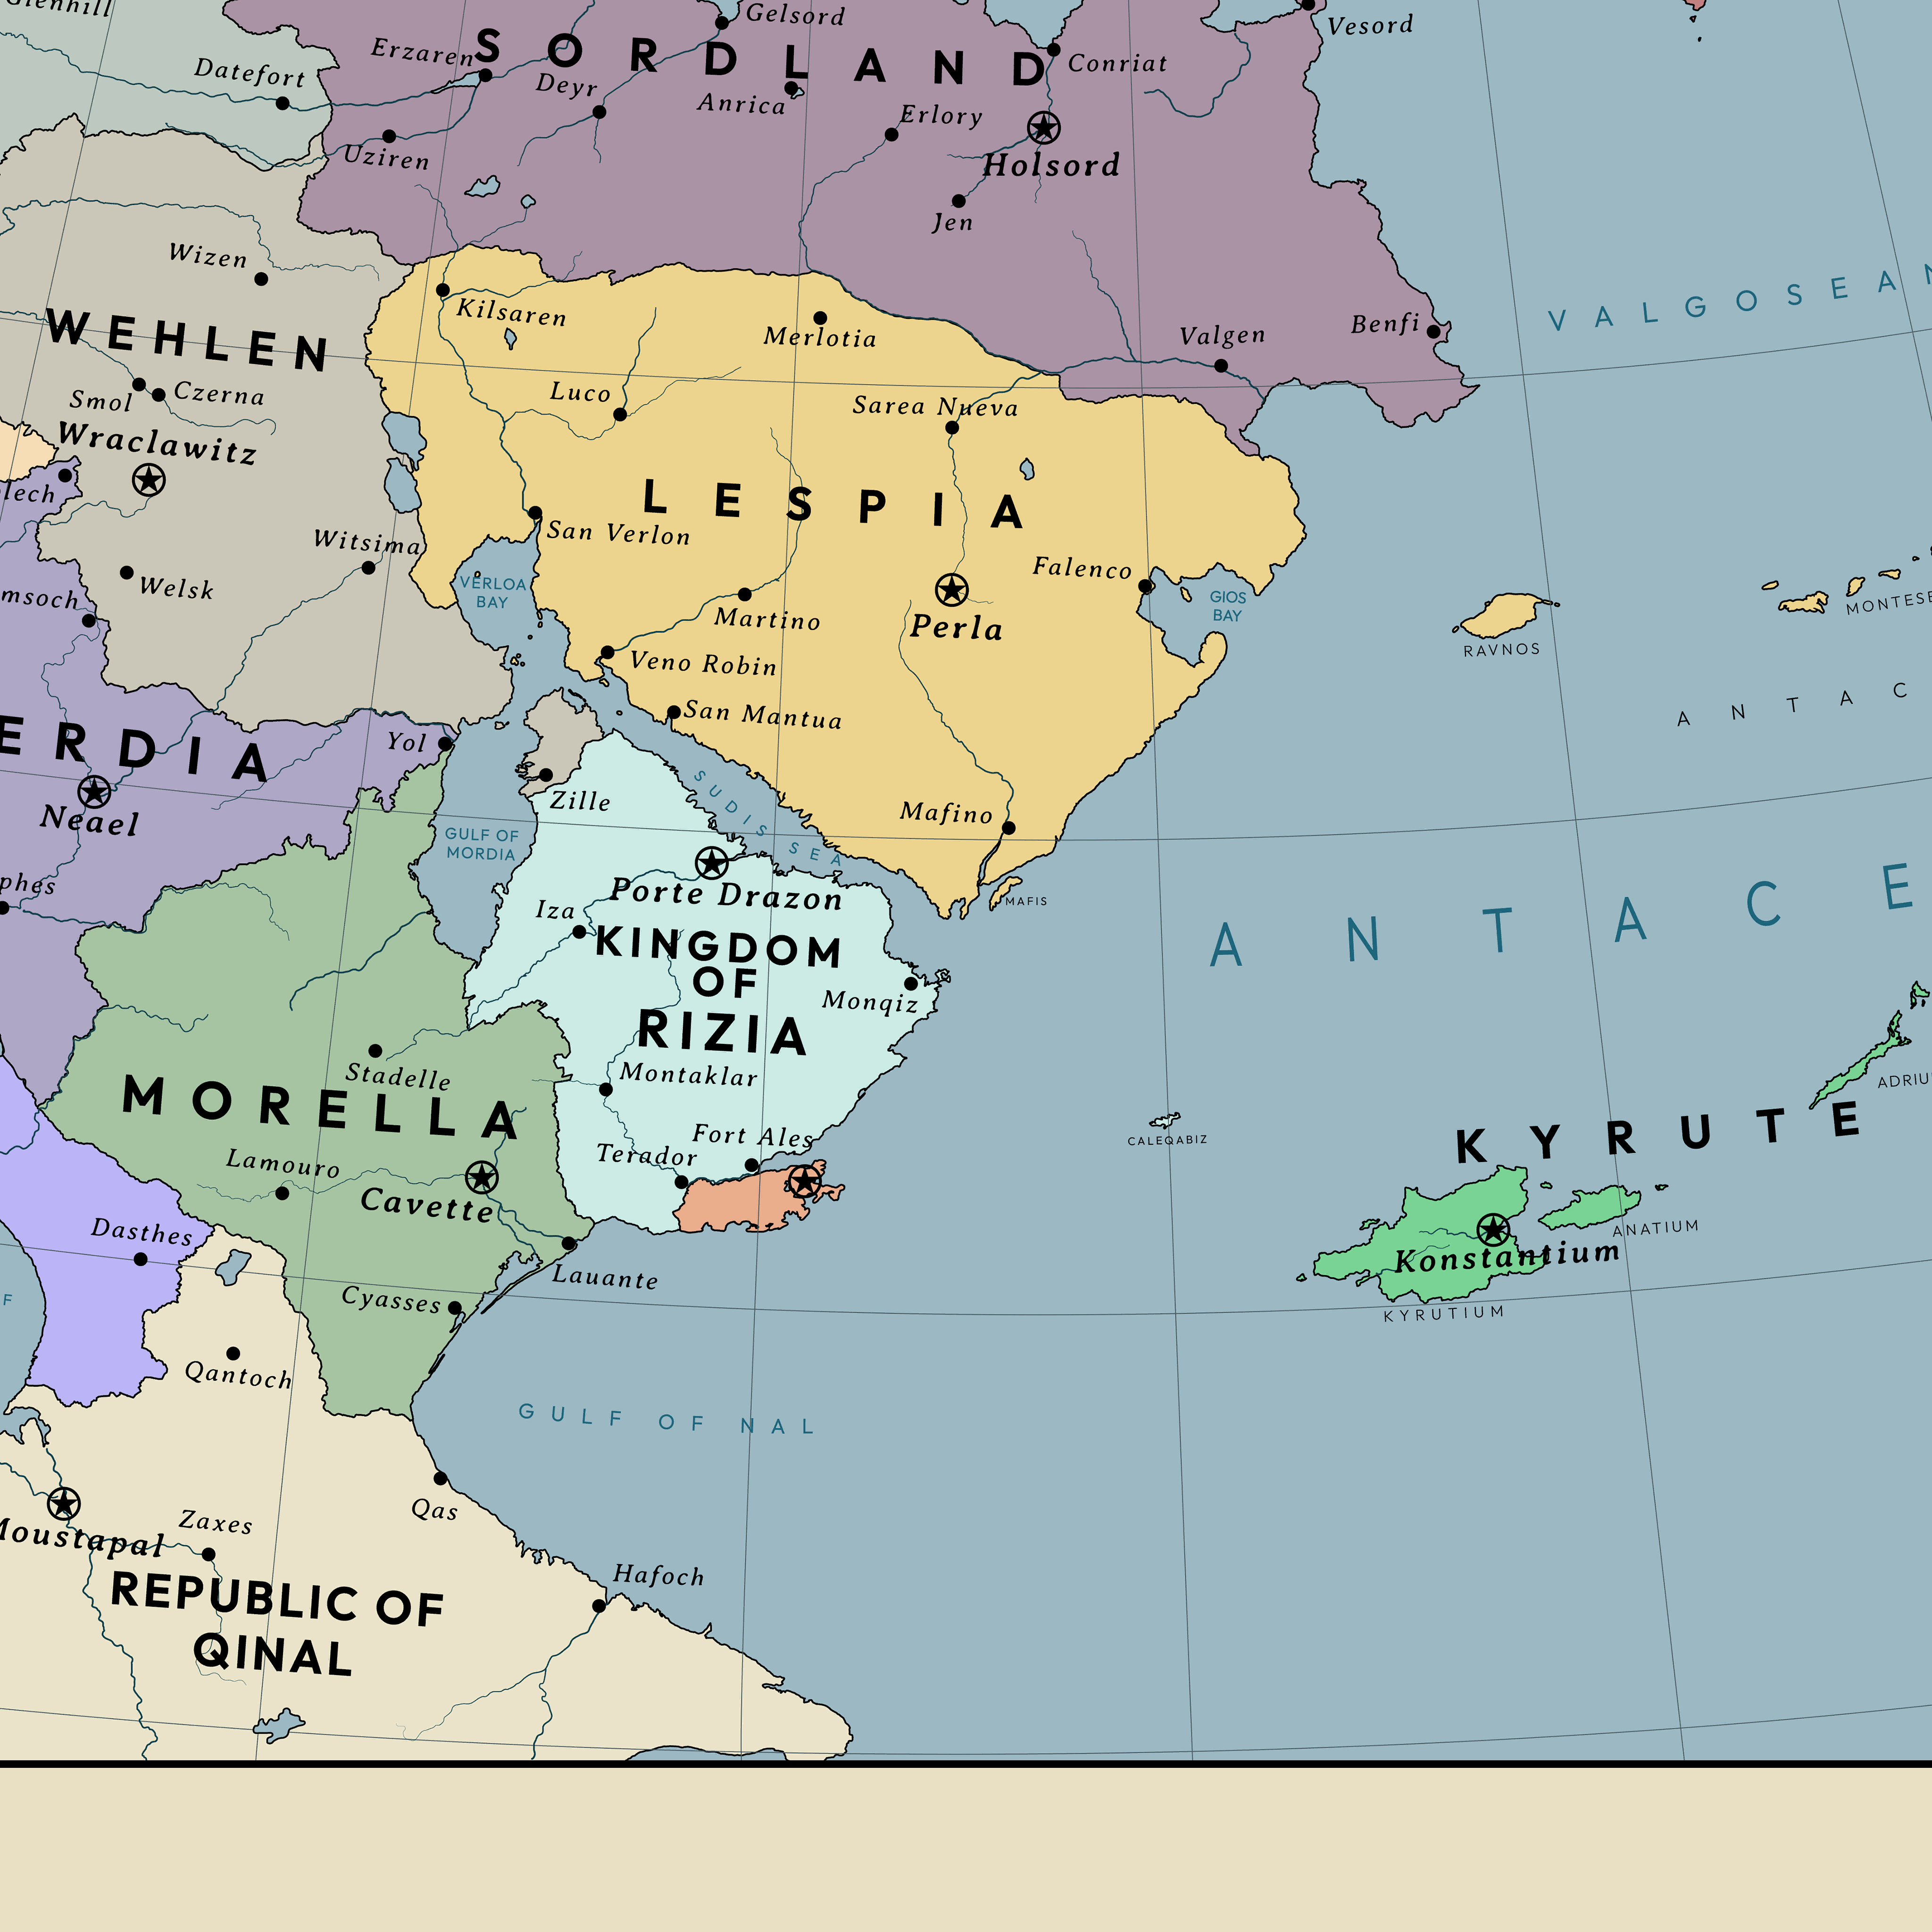 Glenhill
Gelsord
Vesord
SORDLAND
Erzaren
Datefort
Deyr
Anrica
Erlory
Conriat
Uziren
Holsord
Jen
Wizen
VALGOSEAN
Kilsaren
Merlotia
Valgen
Benfi
WEHLEN
Smol
Czerna
Luco
Sarea Nueva
Wraclawitz
lech
LESPIA
San Verlon
Witsima
Falenco
VERLOA
BAY
GIOS
BAY
Welsk
msoch
Martino
Perla
MONTESE
RAVNOS
Veno Robin
San Mantua
ANTAC
ERDIA
Yol
Neael
Zille
SUDIS SEA
Mafino
GULF OF
MORDIA
phes
Porte Drazon
Iza
MAFIS
ANTACE
KINGDOM
OF
RIZIA
Monqiz
Stadelle
Montaklar
ADRIU
MORELLA
KYRUTE
CALEQABIZ
Fort Ales
Terador
Lamouro
Cavette
Dasthes
ANATIUM
Konstantium
Lauante
Cyasses
KYRUTIUM
F
Qantoch
GULF OF NAL
Qas
Moustapal
Zaxes
Hafoch
REPUBLIC OF
QINAL